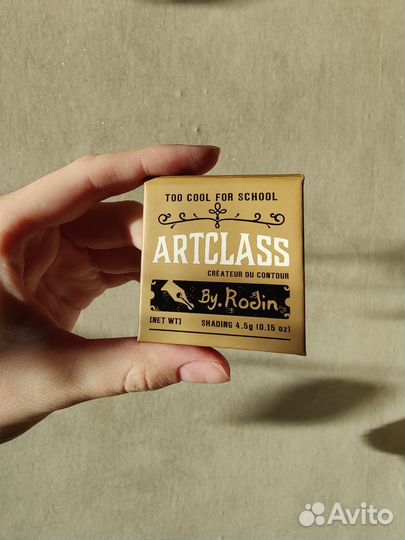 TOO COOL FOR SCHOOL
ARTCLASS
CRÉATEUR DU CONTOUR
By. Rodin
[NET WT] SHADING 4.5g (0.15 oz)
Avito